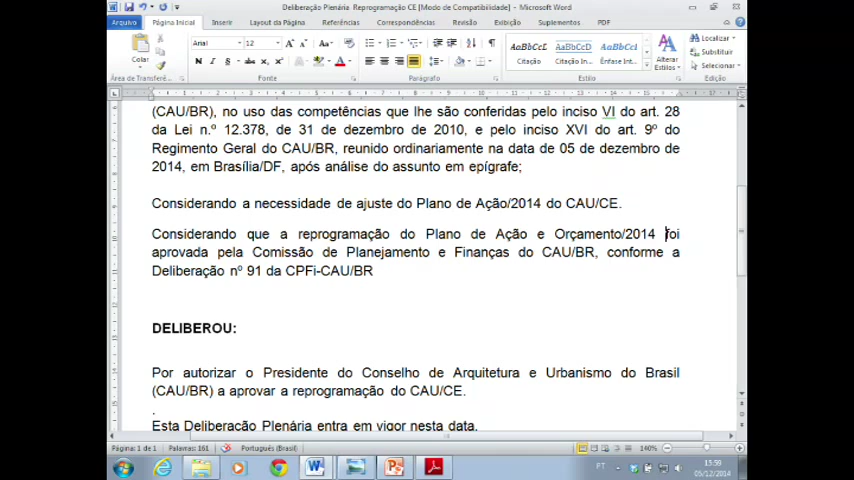 Deliberação Plenária Reprogramação CE [Modo de Compatibilidade] - Microsoft Word
Arquivo Página Inicial Inserir Layout da Página Referências Correspondências Revisão Exibição Suplementos PDF
Arial 12
Localizar
Substituir
Selecionar
Colar
AaBbCcL AaBbCcDc AaBbCcI
Citação Citação In... Ênfase Int...
Alterar Estilos
Área de Transferê... Fonte Parágrafo Estilo Edição
(CAU/BR), no uso das competências que lhe são conferidas pelo inciso VI do art. 28
da Lei n.º 12.378, de 31 de dezembro de 2010, e pelo inciso XVI do art. 9º do
Regimento Geral do CAU/BR, reunido ordinariamente na data de 05 de dezembro de
2014, em Brasília/DF, após análise do assunto em epígrafe;
Considerando a necessidade de ajuste do Plano de Ação/2014 do CAU/CE.
Considerando que a reprogramação do Plano de Ação e Orçamento/2014 foi
aprovada pela Comissão de Planejamento e Finanças do CAU/BR, conforme a
Deliberação nº 91 da CPFi-CAU/BR
DELIBEROU:
Por autorizar o Presidente do Conselho de Arquitetura e Urbanismo do Brasil
(CAU/BR) a aprovar a reprogramação do CAU/CE.
.
Esta Deliberação Plenária entra em vigor nesta data.
Página: 1 de 1 Palavras: 161 Português (Brasil) 140%
PT 15:59
05/12/2014